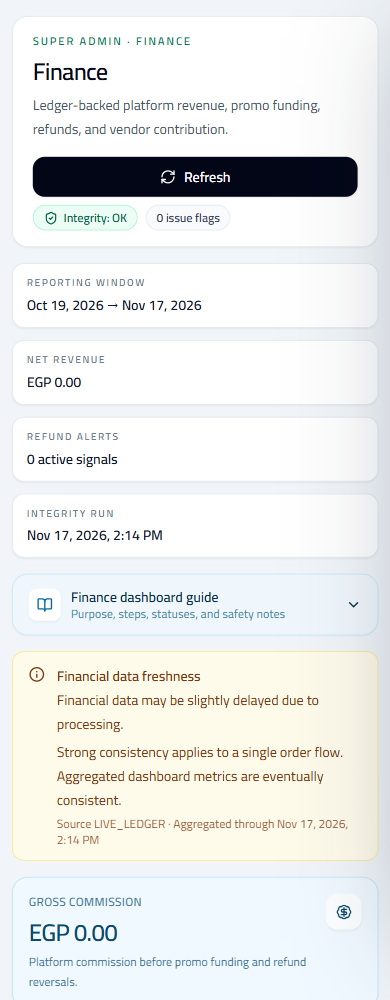 SUPER ADMIN · FINANCE
Finance
Ledger-backed platform revenue, promo funding,
refunds, and vendor contribution.
Refresh
Integrity: OK
0 issue flags
REPORTING WINDOW
Oct 19, 2026 → Nov 17, 2026
NET REVENUE
EGP 0.00
REFUND ALERTS
0 active signals
INTEGRITY RUN
Nov 17, 2026, 2:14 PM
Finance dashboard guide
Purpose, steps, statuses, and safety notes
Financial data freshness
Financial data may be slightly delayed due to
processing.
Strong consistency applies to a single order flow.
Aggregated dashboard metrics are eventually
consistent.
Source LIVE_LEDGER · Aggregated through Nov 17, 2026,
2:14 PM
GROSS COMMISSION
EGP 0.00
Platform commission before promo funding and refund
reversals.